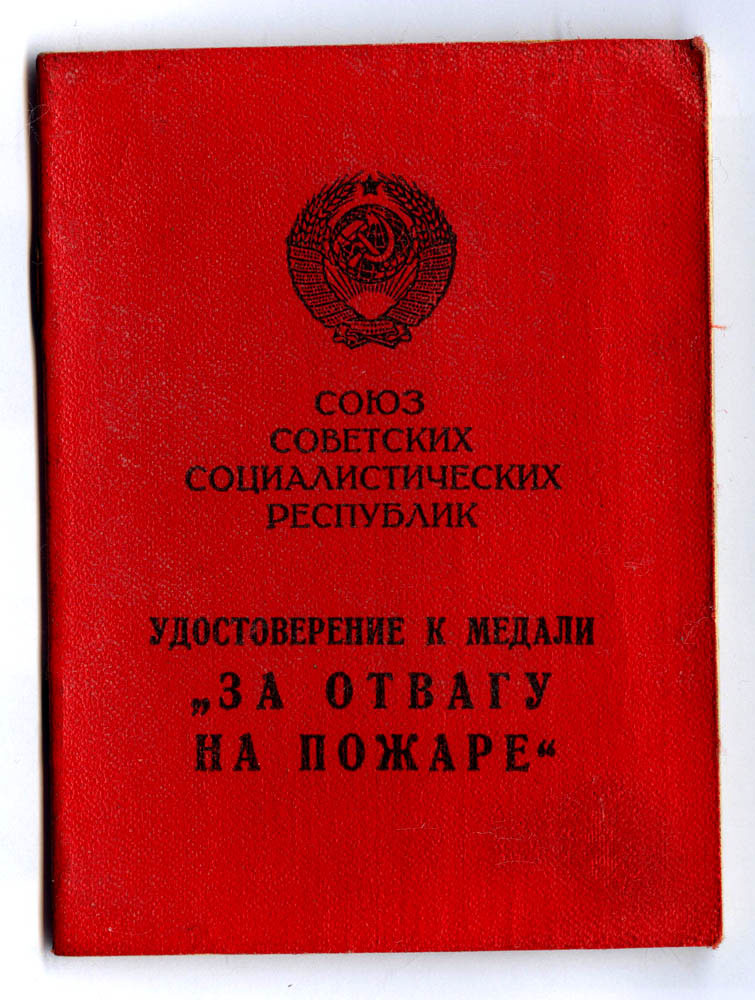 СОЮЗ
СОВЕТСКИХ
СОЦИАЛИСТИЧЕСКИХ
РЕСПУБЛИК
УДОСТОВЕРЕНИЕ К МЕДАЛИ
„ЗА ОТВАГУ
НА ПОЖАРЕ“